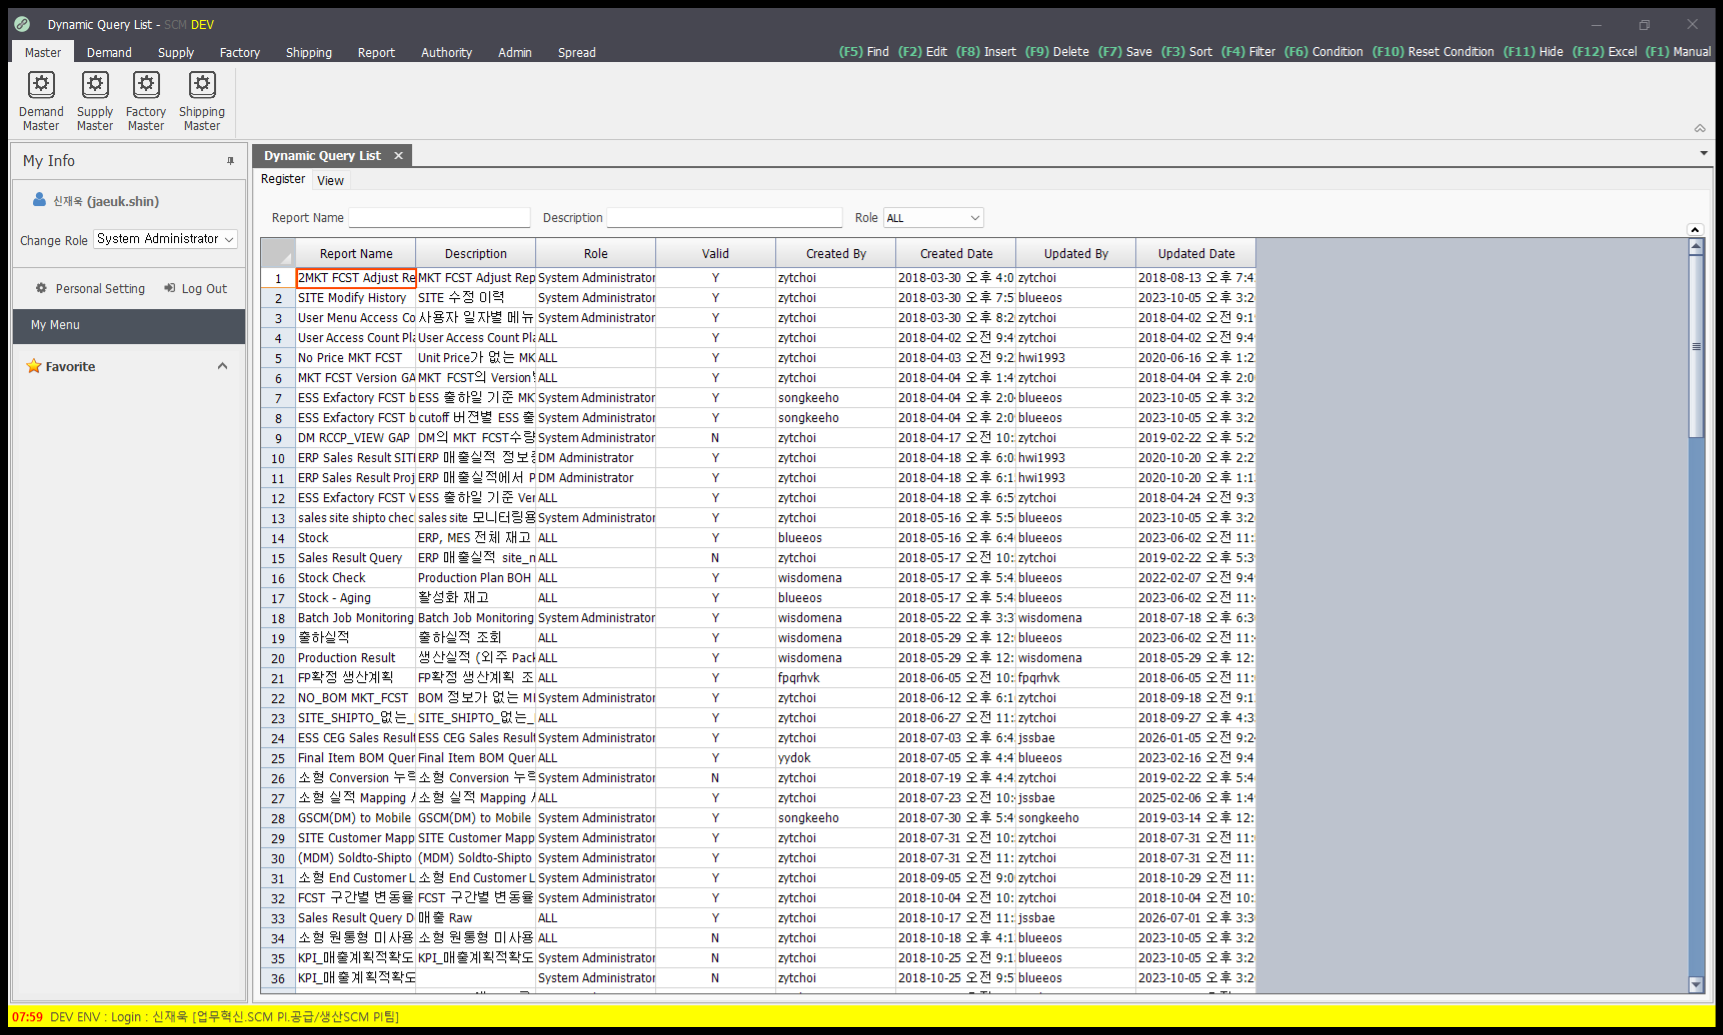 Dynamic Query List - SCM DEV
Master Demand Supply Factory Shipping Report Authority Admin Spread
(F5) Find (F2) Edit (F8) Insert (F9) Delete (F7) Save (F3) Sort (F4) Filter (F6) Condition (F10) Reset Condition (F11) Hide (F12) Excel (F1) Manual
Demand Master
Supply Master
Factory Master
Shipping Master
My Info
신재욱 (jaeuk.shin)
Change Role System Administrator
Personal Setting Log Out
My Menu
Favorite
Dynamic Query List
Register View
Report Name Description Role ALL
Report Name Description Role Valid Created By Created Date Updated By Updated Date
1 2MKT FCST Adjust Re MKT FCST Adjust Rep System Administrator Y zytchoi 2018-03-30 오후 4:0 zytchoi 2018-08-13 오후 7:4
2 SITE Modify History SITE 수정 이력 System Administrator Y zytchoi 2018-03-30 오후 7:5 blueeos 2023-10-05 오후 3:2
3 User Menu Access Co 사용자 일자별 메뉴 System Administrator Y zytchoi 2018-03-30 오후 8:2 zytchoi 2018-04-02 오전 9:1
4 User Access Count Pla User Access Count Pla ALL Y zytchoi 2018-04-02 오전 9:4 zytchoi 2018-04-02 오전 9:4
5 No Price MKT FCST Unit Price가 없는 MK ALL Y zytchoi 2018-04-03 오전 9:2 hwi1993 2020-06-16 오후 1:2
6 MKT FCST Version GA MKT FCST의 Version ALL Y zytchoi 2018-04-04 오후 1:4 zytchoi 2018-04-04 오후 2:0
7 ESS Exfactory FCST b ESS 출하일 기준 MK System Administrator Y songkeeho 2018-04-04 오후 2:0 blueeos 2023-10-05 오후 3:2
8 ESS Exfactory FCST b cutoff 버젼별 ESS 출 System Administrator Y songkeeho 2018-04-04 오후 2:0 blueeos 2023-10-05 오후 3:2
9 DM RCCP_VIEW GAP DM의 MKT FCST수량 System Administrator N zytchoi 2018-04-17 오전 10: zytchoi 2019-02-22 오후 5:2
10 ERP Sales Result SITI ERP 매출실적 정보 DM Administrator Y zytchoi 2018-04-18 오후 6:0 hwi1993 2020-10-20 오후 2:2
11 ERP Sales Result Proj ERP 매출실적에서 P DM Administrator Y zytchoi 2018-04-18 오후 6:1 hwi1993 2020-10-20 오후 1:1
12 ESS Exfactory FCST V ESS 출하일 기준 Ver ALL Y zytchoi 2018-04-18 오후 6:5 zytchoi 2018-04-24 오전 9:3
13 sales site shipto chec sales site 모니터링용 System Administrator Y zytchoi 2018-05-16 오후 5:5 blueeos 2023-10-05 오후 3:2
14 Stock ERP, MES 전체 재고 ALL Y blueeos 2018-05-16 오후 6:4 blueeos 2023-06-02 오전 11:
15 Sales Result Query ERP 매출실적 site_n ALL N zytchoi 2018-05-17 오전 10: zytchoi 2019-02-22 오후 5:3
16 Stock Check Production Plan BOH ALL Y wisdomena 2018-05-17 오후 5:4 blueeos 2022-02-07 오전 9:4
17 Stock - Aging 활성화 재고 ALL Y blueeos 2018-05-17 오후 5:4 blueeos 2023-06-02 오전 11:
18 Batch Job Monitoring Batch Job Monitoring System Administrator Y wisdomena 2018-05-22 오후 3:3 wisdomena 2018-07-18 오후 6:3
19 출하실적 출하실적 조회 ALL Y wisdomena 2018-05-29 오후 12: blueeos 2023-06-02 오전 11:
20 Production Result 생산실적 (외주 Pack ALL Y wisdomena 2018-05-29 오후 12: wisdomena 2018-05-29 오후 12:
21 FP확정 생산계획 FP확정 생산계획 조 ALL Y fpqrhvk 2018-06-05 오전 10: fpqrhvk 2018-06-05 오전 11:
22 NO_BOM MKT_FCST BOM 정보가 없는 MI System Administrator Y zytchoi 2018-06-12 오후 6:1 zytchoi 2018-09-18 오전 9:1
23 SITE_SHIPTO_없는_ SITE_SHIPTO_없는_ ALL Y zytchoi 2018-06-27 오전 11: zytchoi 2018-09-27 오후 4:3
24 ESS CEG Sales Result ESS CEG Sales Result System Administrator Y zytchoi 2018-07-03 오후 6:4 jssbae 2026-01-05 오전 9:2
25 Final Item BOM Quer Final Item BOM Quer ALL Y yydok 2018-07-05 오후 4:4 blueeos 2023-02-16 오전 9:4
26 소형 Conversion 누락 소형 Conversion 누락 System Administrator N zytchoi 2018-07-19 오후 4:4 zytchoi 2019-02-22 오후 5:4
27 소형 실적 Mapping 소형 실적 Mapping ALL Y zytchoi 2018-07-23 오전 10: jssbae 2025-02-06 오후 1:4
28 GSCM(DM) to Mobile GSCM(DM) to Mobile System Administrator Y songkeeho 2018-07-30 오후 5:4 songkeeho 2019-03-14 오후 12:
29 SITE Customer Mapp SITE Customer Mapp System Administrator Y zytchoi 2018-07-31 오전 10: zytchoi 2018-07-31 오전 11:
30 (MDM) Soldto-Shipto (MDM) Soldto-Shipto System Administrator Y zytchoi 2018-07-31 오전 11: zytchoi 2018-07-31 오전 11:
31 소형 End Customer L 소형 End Customer L System Administrator Y zytchoi 2018-09-05 오전 9:0 zytchoi 2018-10-29 오전 11:
32 FCST 구간별 변동율 FCST 구간별 변동율 System Administrator Y zytchoi 2018-10-04 오전 10: zytchoi 2018-10-04 오전 10:
33 Sales Result Query D 매출 Raw ALL Y zytchoi 2018-10-17 오전 11: jssbae 2026-07-01 오후 3:3
34 소형 원통형 미사용 소형 원통형 미사용 ALL N zytchoi 2018-10-18 오후 4:1 blueeos 2023-10-05 오후 3:2
35 KPI_매출계획적확도 KPI_매출계획적확도 System Administrator N zytchoi 2018-10-25 오전 9:1 blueeos 2023-10-05 오후 3:2
36 KPI_매출계획적확도 System Administrator N zytchoi 2018-10-25 오전 9:5 blueeos 2023-10-05 오후 3:2
07:59 DEV ENV : Login : 신재욱 [업무혁신.SCM PI.공급/생산SCM PI팀]